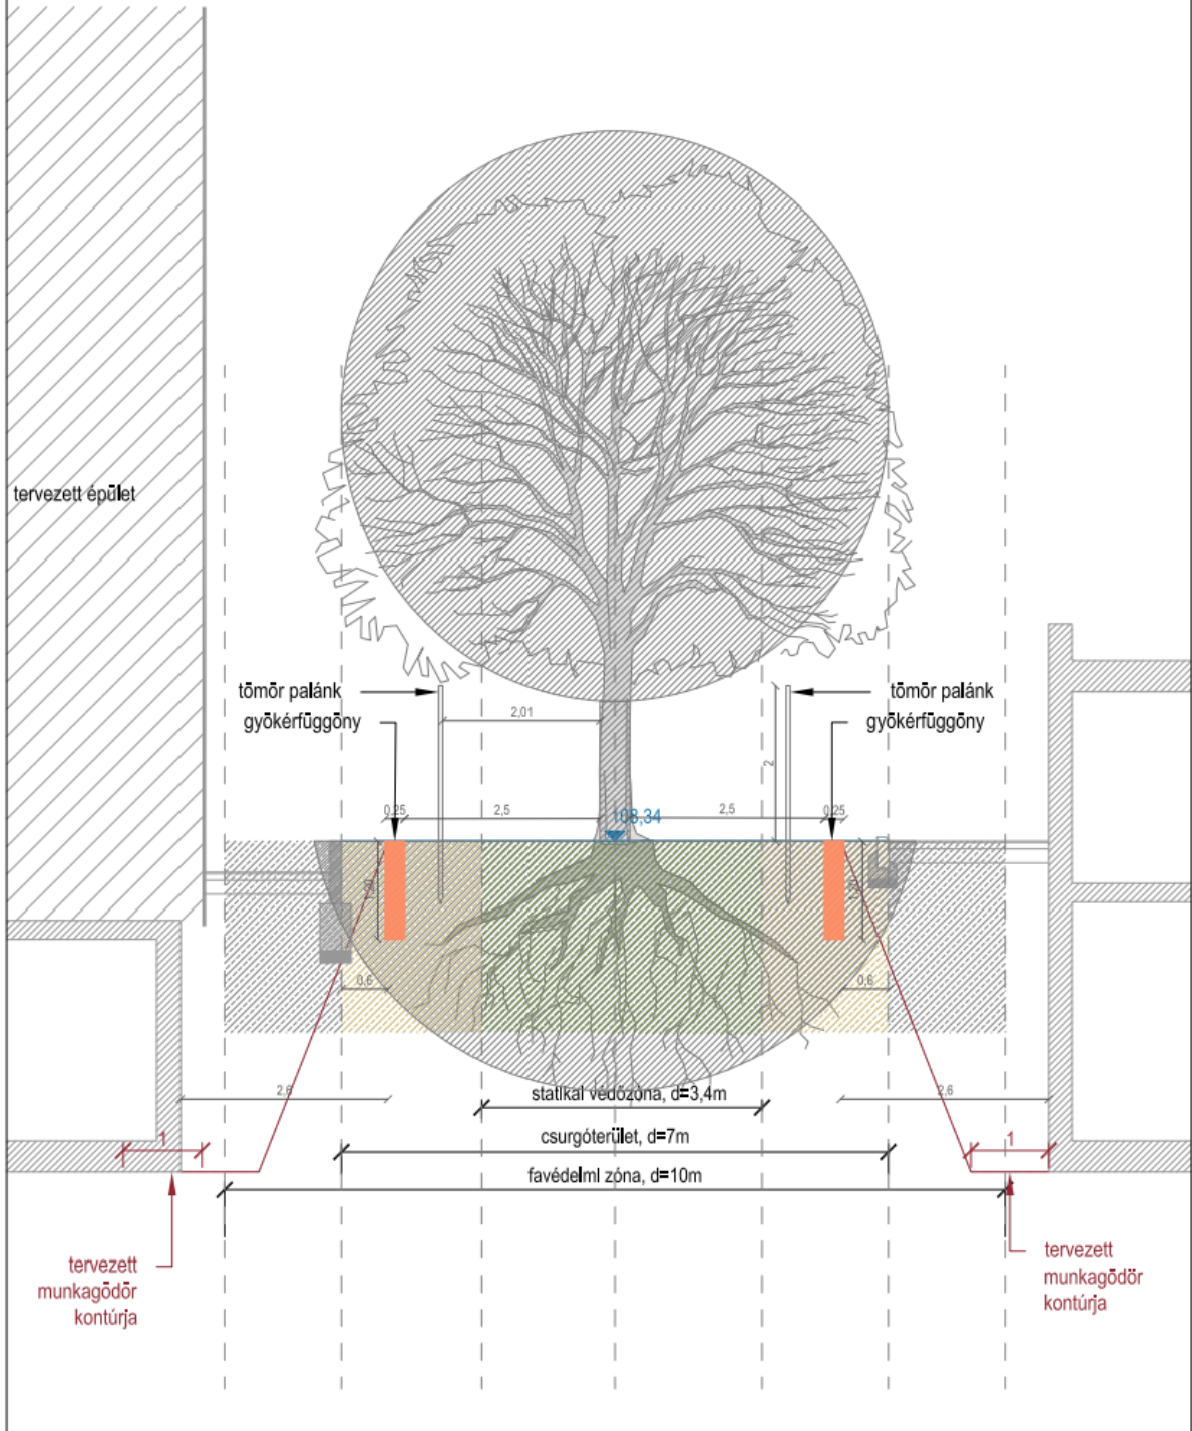 tervezett épület
tömör palánk
tömör palánk
gyökérfüggöny
gyökérfüggöny
2,01
2
0,25
2,5
2,5
0,25
108,34
0,6
0,6
statikai védőzóna, d=3,4m
2,6
2,6
csurgóterület, d=7m
1
1
favédelmi zóna, d=10m
tervezett
munkagödör
kontúrja
tervezett
munkagödör
kontúrja